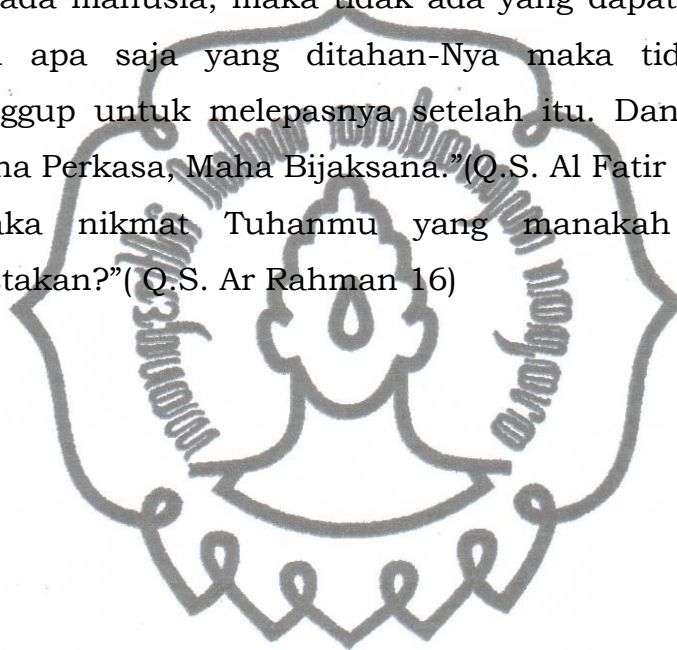 ada manusia, maka tidak ada yang dapat
apa saja yang ditahan-Nya maka tid
ggup untuk melepasnya setelah itu. Dan
na Perkasa, Maha Bijaksana.”(Q.S. Al Fatir
aka nikmat Tuhanmu yang manakah
stakan?”( Q.S. Ar Rahman 16)